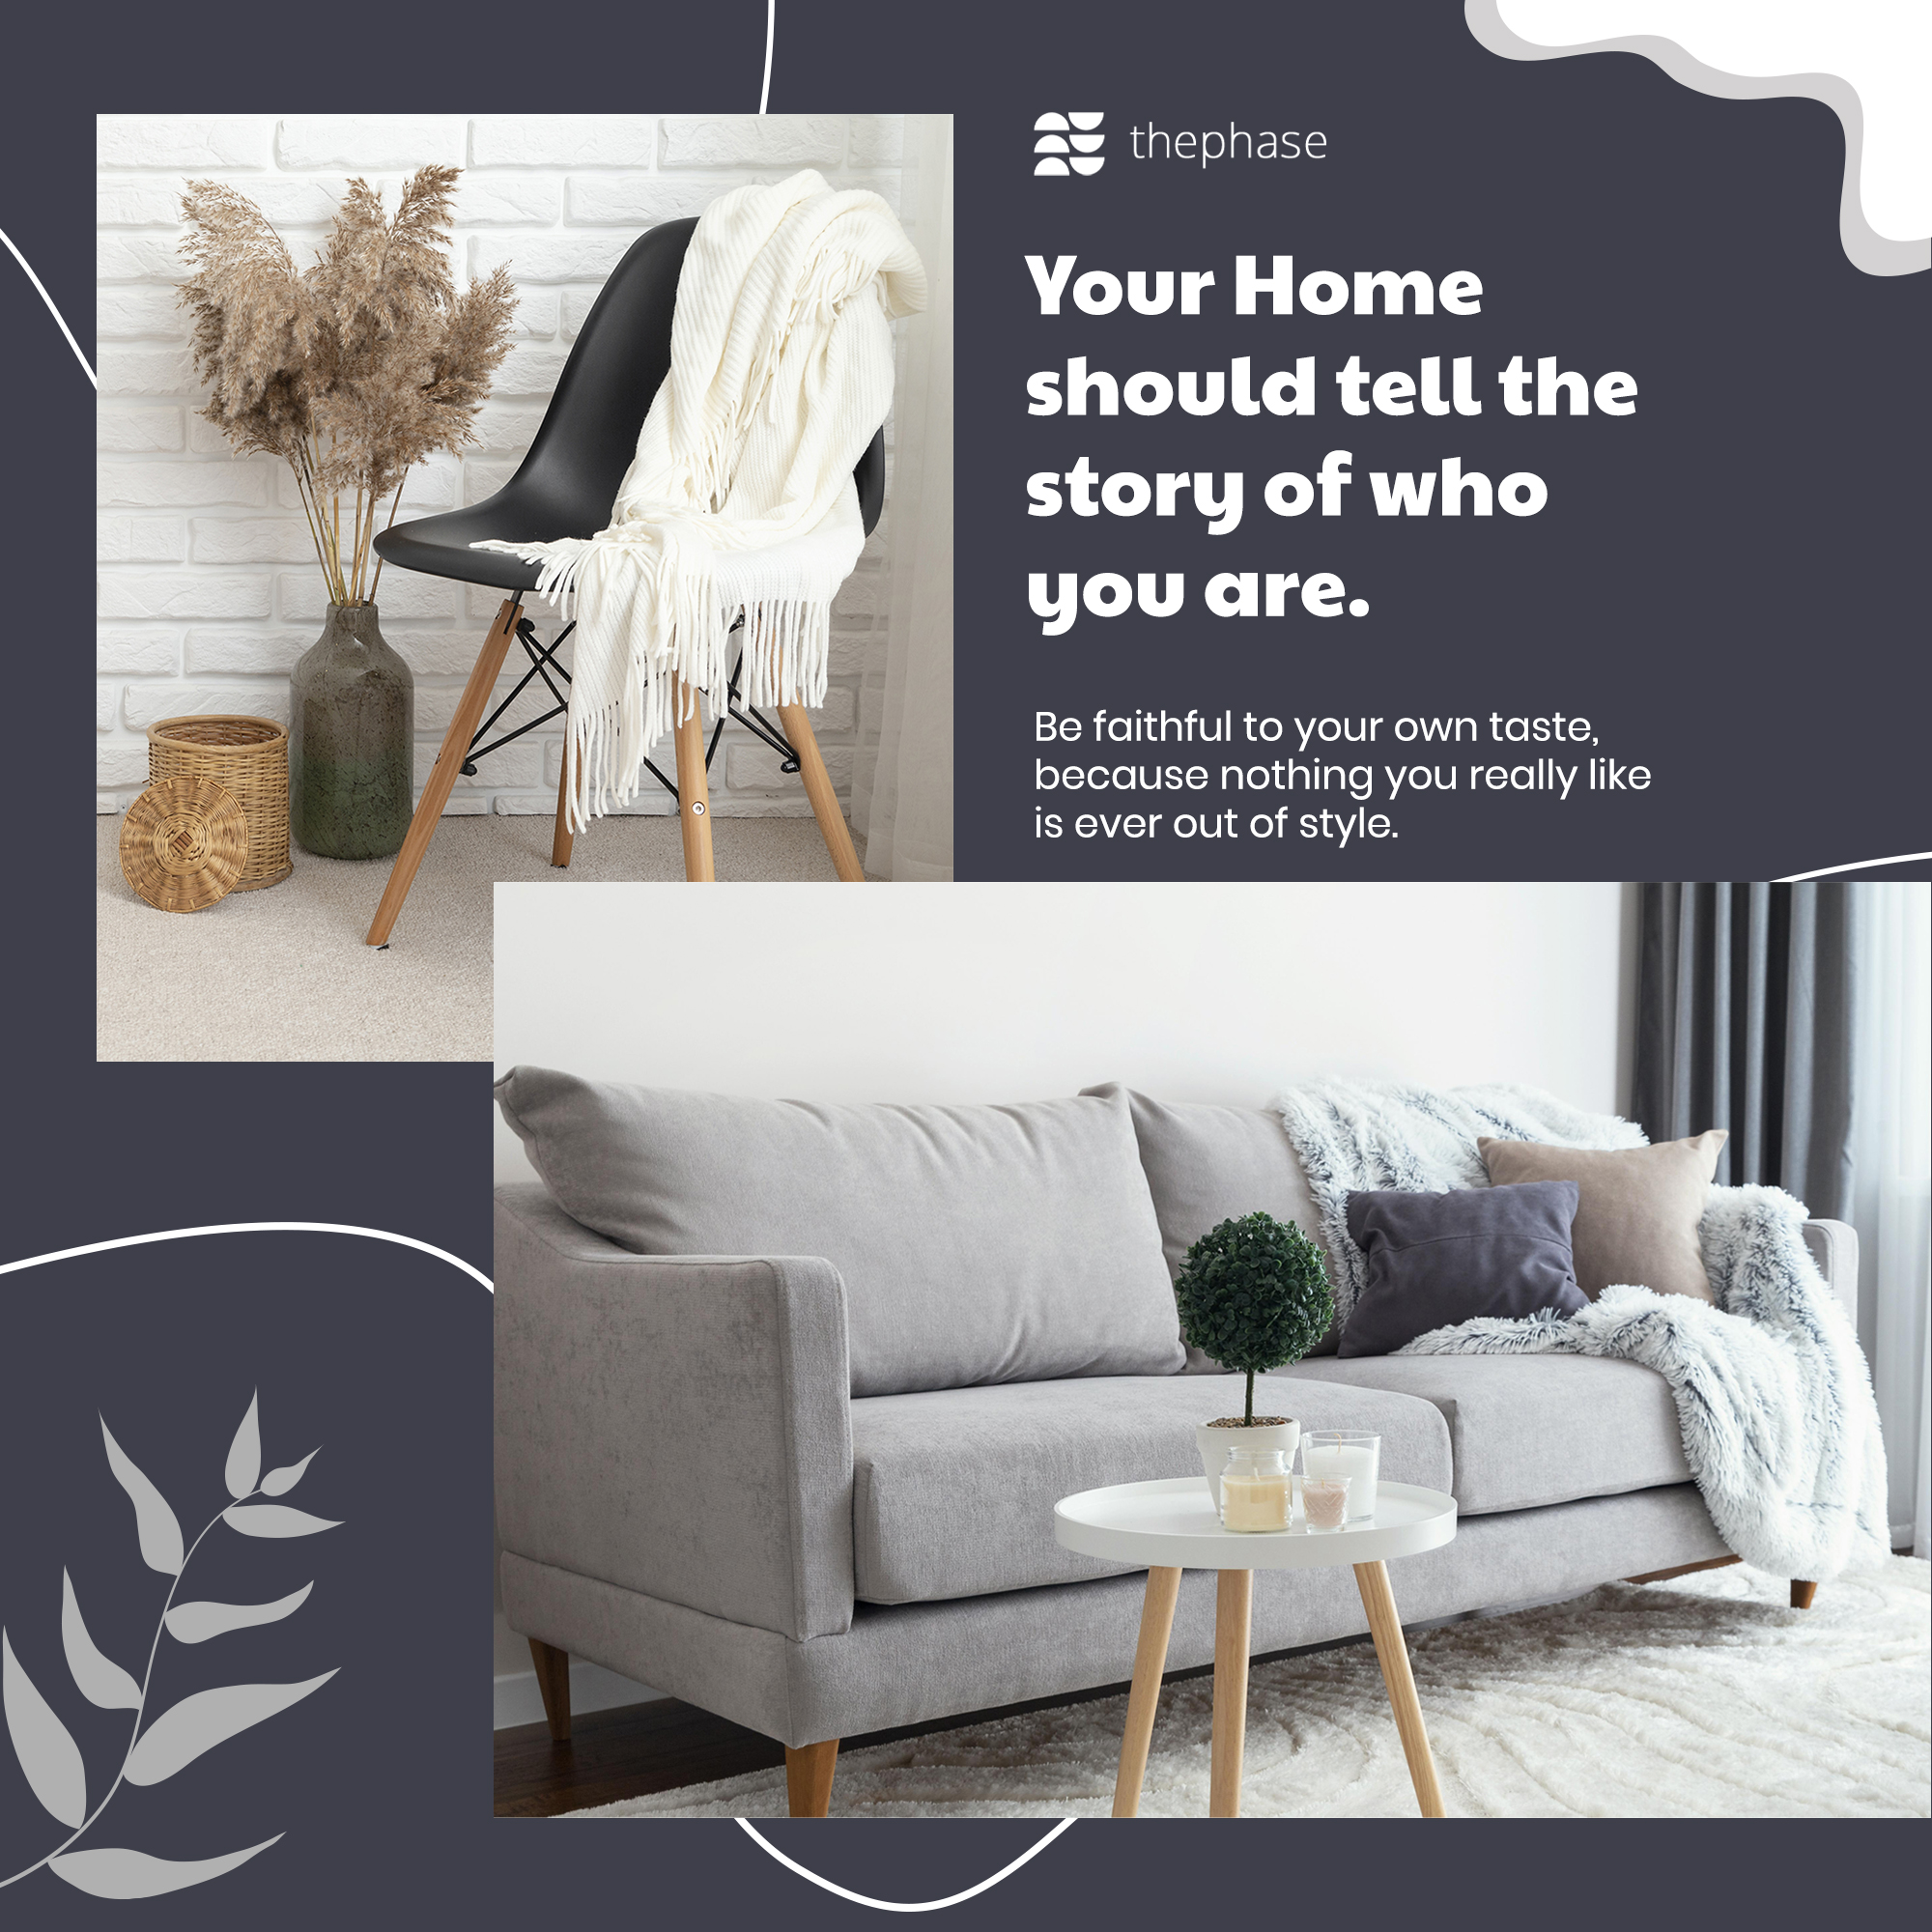 thephase
Your Home
should tell the
story of who
you are.
Be faithful to your own taste,
because nothing you really like
is ever out of style.